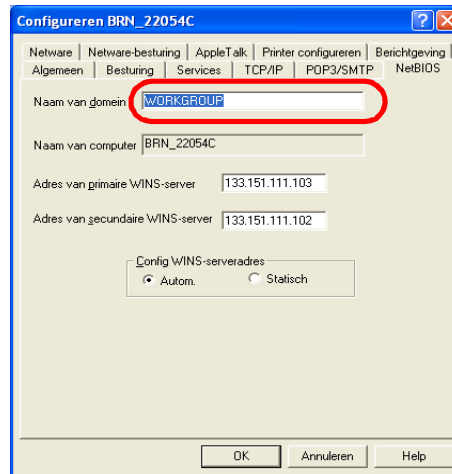 Configureren BRN_22054C
Netware Netware-besturing AppleTalk Printer configureren Berichtgeving
Algemeen Besturing Services TCP/IP POP3/SMTP NetBIOS
Naam van domein WORKGROUP
Naam van computer BRN_22054C
Adres van primaire WINS-server 133.151.111.103
Adres van secundaire WINS-server 133.151.111.102
Config WINS-serveradres
Autom. Statisch
OK Annuleren Help